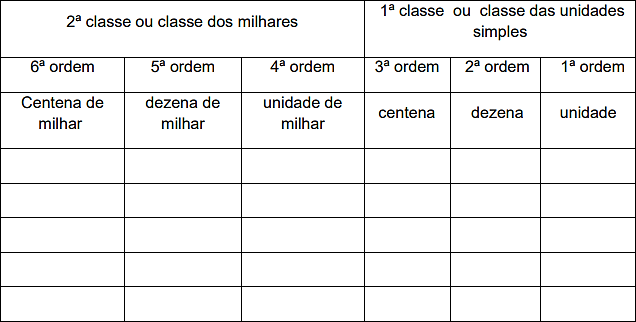 2ª classe ou classe dos milhares
1ª classe ou classe das unidades
simples
6ª ordem
5ª ordem
4ª ordem
3ª ordem
2ª ordem
1ª ordem
Centena de
milhar
dezena de
milhar
unidade de
milhar
centena
dezena
unidade